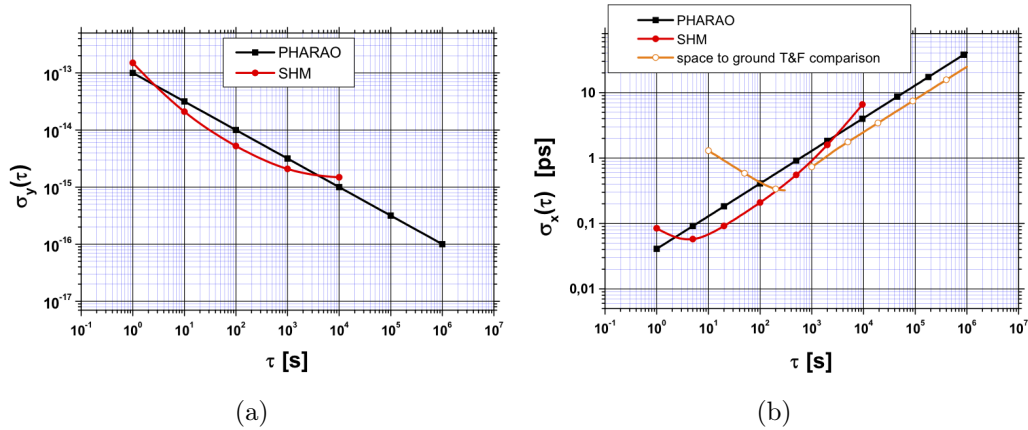 PHARAO
SHM
10⁻¹³
10⁻¹⁴
10⁻¹⁵
10⁻¹⁶
10⁻¹⁷
σy(τ)
10⁻¹ 10⁰ 10¹ 10² 10³ 10⁴ 10⁵ 10⁶ 10⁷
τ [s]
(a)
PHARAO
SHM
space to ground T&F comparison
10
1
0,1
0,01
σx(τ) [ps]
10⁻¹ 10⁰ 10¹ 10² 10³ 10⁴ 10⁵ 10⁶ 10⁷
τ [s]
(b)